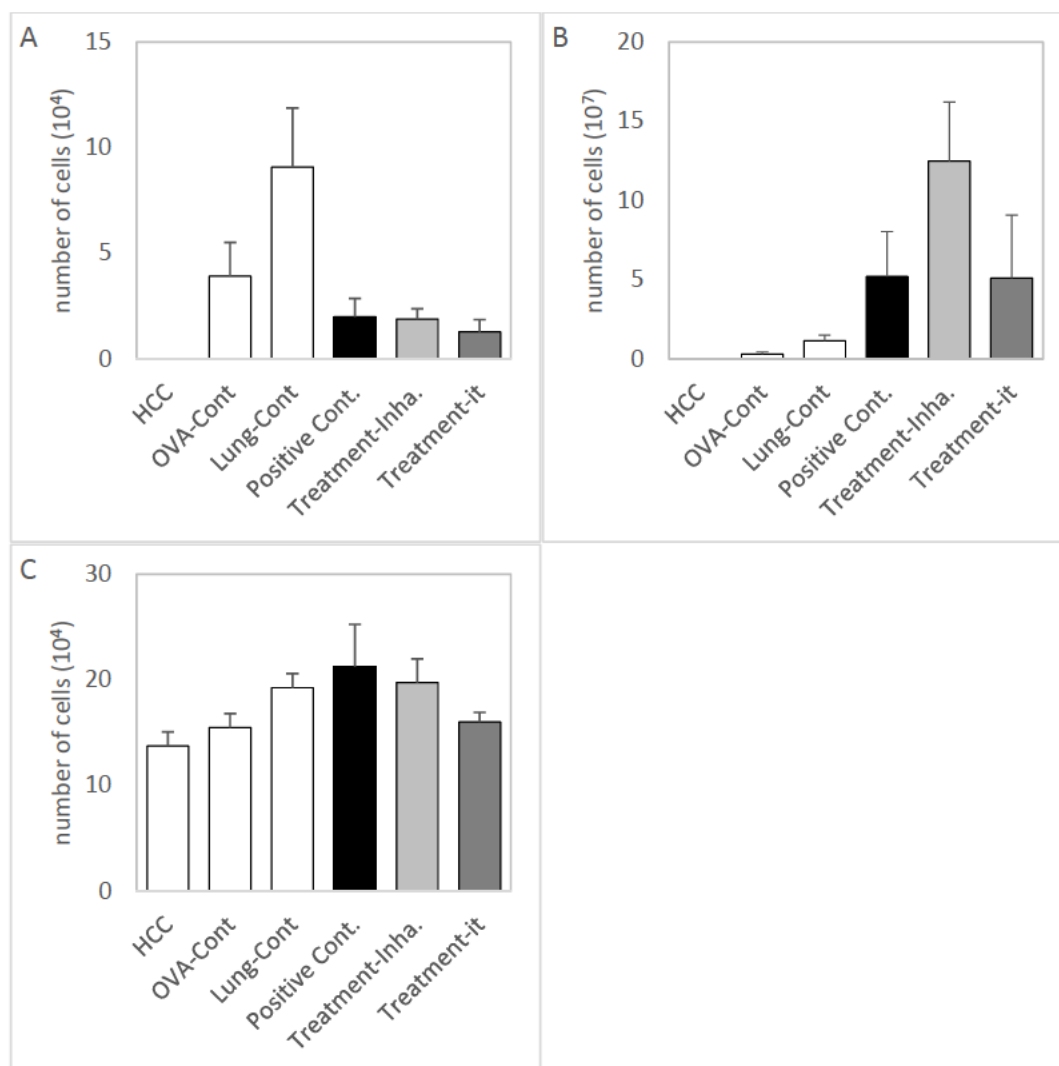 A
number of cells (10⁴)
15
10
5
0
HCC
OVA-Cont
Lung-Cont
Positive Cont.
Treatment-Inha.
Treatment-it
B
number of cells (10⁷)
20
15
10
5
0
HCC
OVA-Cont
Lung-Cont
Positive Cont.
Treatment-Inha.
Treatment-it
C
number of cells (10⁴)
30
20
10
0
HCC
OVA-Cont
Lung-Cont
Positive Cont.
Treatment-Inha.
Treatment-it